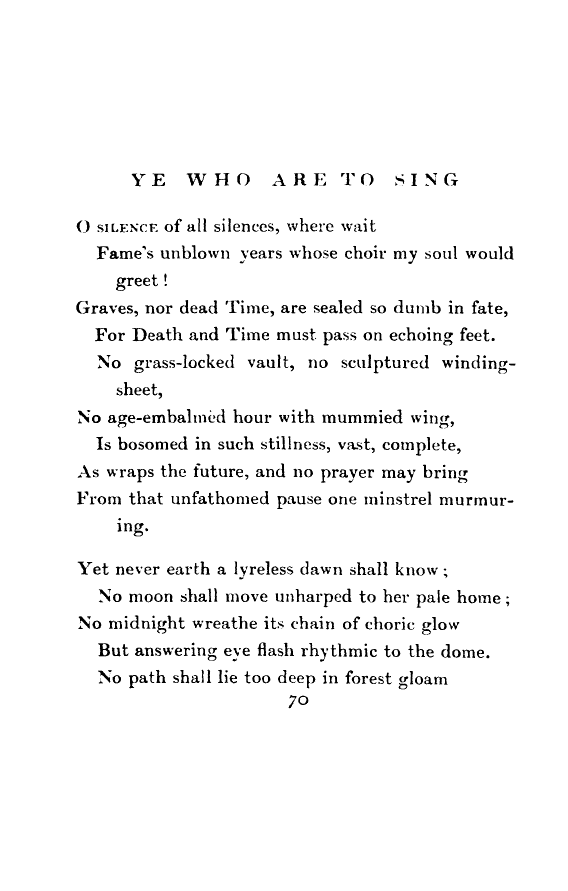 YE WHO ARE TO SING
O SILENCE of all silences, where wait
Fame's unblown years whose choir my soul would
greet !
Graves, nor dead Time, are sealed so dumb in fate,
For Death and Time must pass on echoing feet.
No grass-locked vault, no sculptured winding-
sheet,
No age-embalmèd hour with mummied wing,
Is bosomed in such stillness, vast, complete,
As wraps the future, and no prayer may bring
From that unfathomed pause one minstrel murmur-
ing.
Yet never earth a lyreless dawn shall know ;
No moon shall move unharped to her pale home ;
No midnight wreathe its chain of choric glow
But answering eye flash rhythmic to the dome.
No path shall lie too deep in forest gloam
70